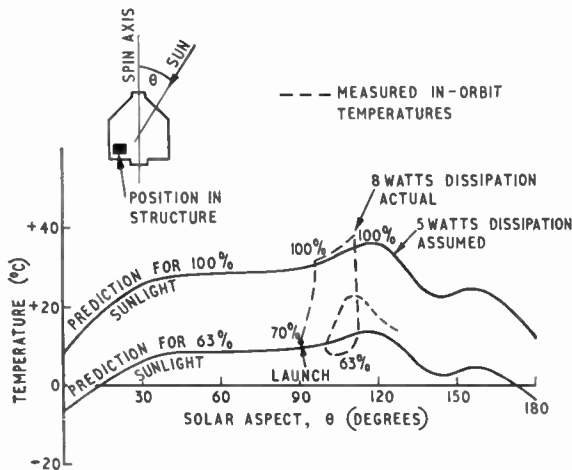 SPIN AXIS
SUN
θ
MEASURED IN-ORBIT
TEMPERATURES
POSITION IN
STRUCTURE
8 WATTS DISSIPATION
ACTUAL
5 WATTS DISSIPATION
ASSUMED
TEMPERATURE (°C)
+40
+20
0
-20
100%
100%
PREDICTION FOR 100%
SUNLIGHT
PREDICTION FOR 63%
SUNLIGHT
70%
63%
LAUNCH
30
60
90
120
150
180
SOLAR ASPECT, θ (DEGREES)